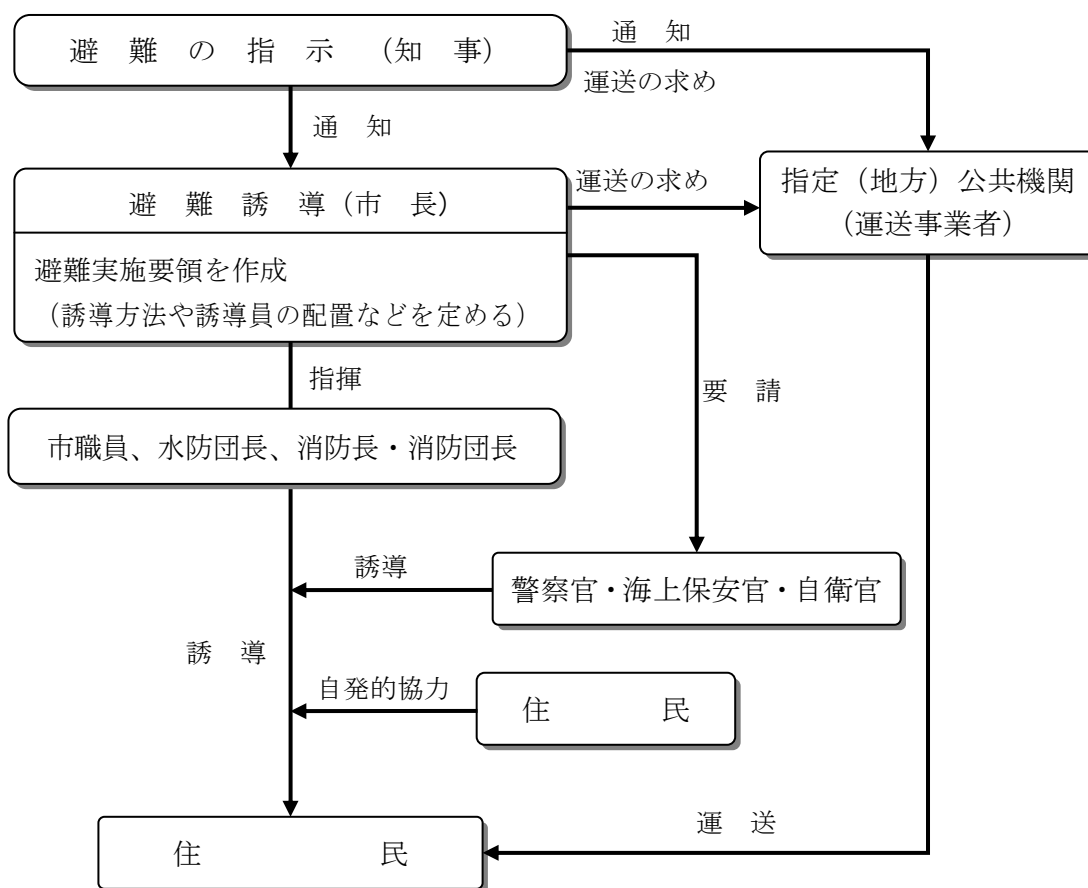 避難の指示（知事）
通知
運送の求め
通知
避難誘導（市長）
運送の求め
指定（地方）公共機関
（運送事業者）
避難実施要領を作成
（誘導方法や誘導員の配置などを定める）
指揮
要請
市職員、水防団長、消防長・消防団長
誘導
警察官・海上保安官・自衛官
誘導
自発的協力
住民
運送
住民